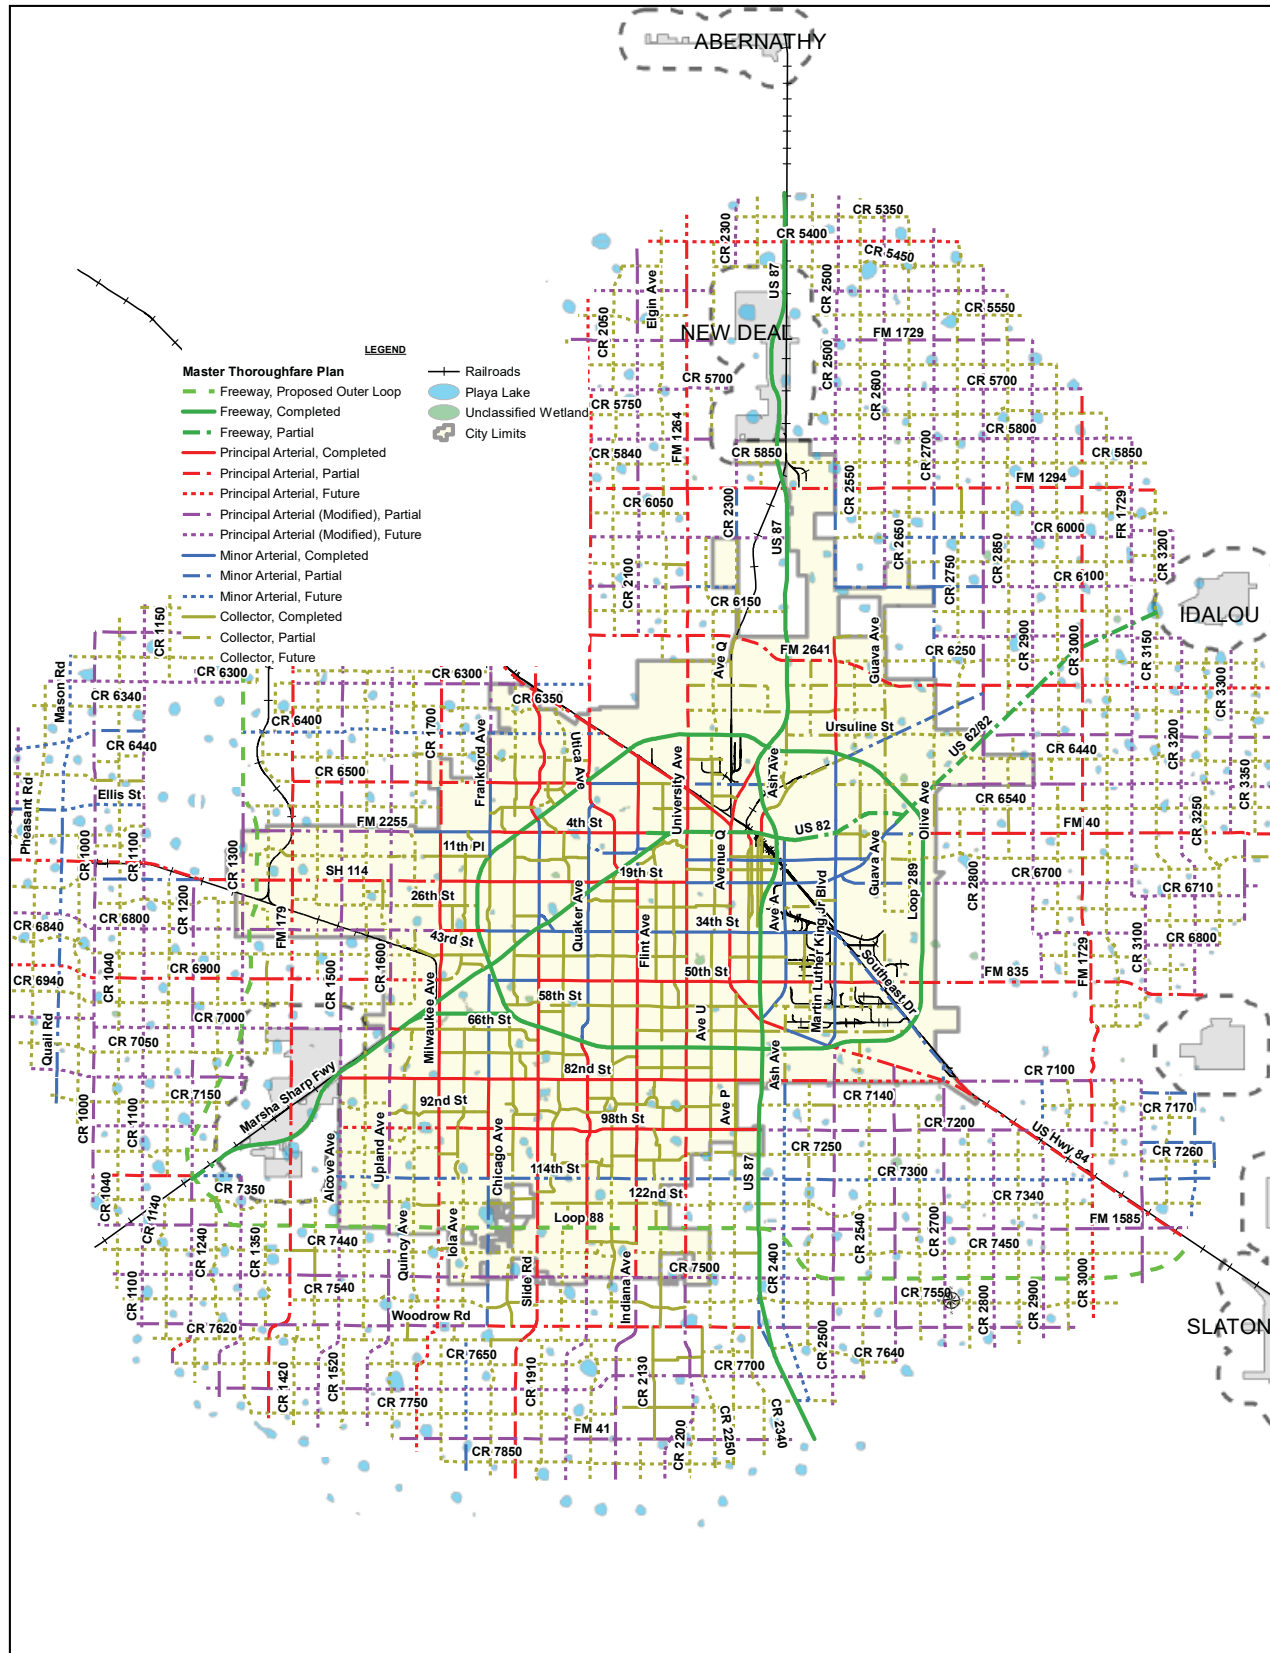 ABERNATHY
CR 5350
CR 2300
CR 5400
CR 5450
Elgin Ave
US 87
CR 2500
CR 5550
CR 2050
NEW DEAL
FM 1729
CR 2500
LEGEND
Master Thoroughfare Plan
Freeway, Proposed Outer Loop
Freeway, Completed
Freeway, Partial
Principal Arterial, Completed
Principal Arterial, Partial
Principal Arterial, Future
Principal Arterial (Modified), Partial
Principal Arterial (Modified), Future
Minor Arterial, Completed
Minor Arterial, Partial
Minor Arterial, Future
Collector, Completed
Collector, Partial
Collector, Future
Railroads
Playa Lake
Unclassified Wetland
City Limits
CR 5700
CR 2600
CR 5700
CR 5750
FM 1264
CR 5800
CR 5840
CR 5850
CR 2700
CR 5850
CR 2550
FM 1294
CR 6050
CR 2300
FR 1729
US 87
CR 2650
CR 6000
CR 2850
CR 3200
CR 2100
CR 2750
CR 6100
CR 6150
IDALOU
CR 1150
Ave Q
FM 2641
Guava Ave
CR 6250
CR 2900
CR 3000
CR 3150
CR 6300
CR 6300
Mason Rd
CR 6340
CR 6350
CR 3300
CR 6400
CR 1700
Frankford Ave
Utica Ave
University Ave
Ash Ave
Ursuline St
US 62/82
CR 6440
CR 6440
CR 3200
CR 6500
Pheasant Rd
Ellis St
CR 6540
CR 3350
FM 2255
4th St
US 82
Olive Ave
FM 40
CR 3250
CR 1000
CR 1100
CR 1300
11th Pl
Avenue Q
Guava Ave
SH 114
19th St
CR 2800
CR 6700
CR 6710
CR 1200
26th St
Quaker Ave
Flint Ave
34th St
Ave A
Martin Luther King Jr Blvd
Loop 289
CR 6800
CR 6840
FM 179
43rd St
CR 3100
CR 6800
CR 1040
CR 6900
CR 1500
CR 1600
50th St
Southeast Dr
FM 835
FM 1729
CR 6940
58th St
Milwaukee Ave
CR 7000
66th St
Ave U
Quail Rd
CR 7050
82nd St
Ash Ave
CR 7100
Marsha Sharp Fwy
CR 7150
CR 1000
CR 1100
92nd St
98th St
Ave P
CR 7140
CR 7200
CR 7170
US Hwy 84
CR 7250
CR 7260
Alcove Ave
Upland Ave
Chicago Ave
114th St
US 87
CR 7300
CR 1040
CR 7350
122nd St
CR 7340
CR 1140
Loop 88
FM 1585
CR 1240
CR 1350
CR 7440
Quincy Ave
Iola Ave
CR 2540
CR 2700
CR 7450
CR 1100
CR 7540
Slide Rd
Indiana Ave
CR 7500
CR 2400
CR 7550
CR 2800
CR 2900
CR 3000
Woodrow Rd
CR 7620
CR 2500
SLATON
CR 7650
CR 7640
CR 1420
CR 1520
CR 1910
CR 2130
CR 7700
CR 7750
FM 41
CR 2200
CR 2250
CR 2340
CR 7850